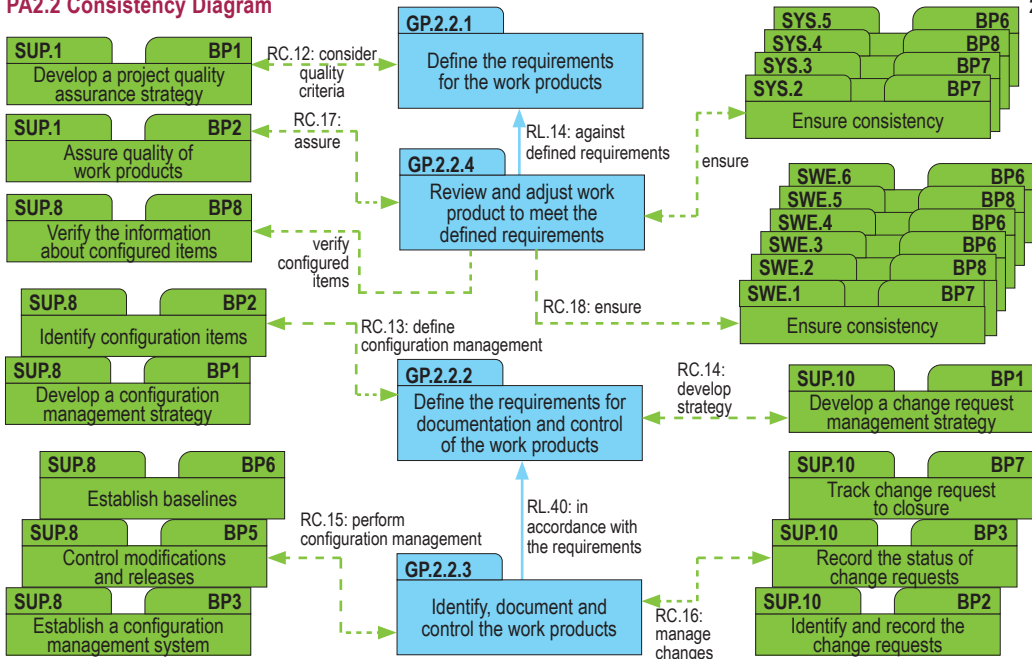 PA2.2 Consistency Diagram
2
SUP.1 BP1
Develop a project quality
assurance strategy
SUP.1 BP2
Assure quality of
work products
SUP.8 BP8
Verify the information
about configured items
SUP.8 BP2
Identify configuration items
SUP.8 BP1
Develop a configuration
management strategy
SUP.8 BP6
Establish baselines
SUP.8 BP5
Control modifications
and releases
SUP.8 BP3
Establish a configuration
management system
RC.12: consider
quality
criteria
RC.17:
assure
verify
configured
items
RC.13: define
configuration management
RC.15: perform
configuration management
GP.2.2.1
Define the requirements
for the work products
RL.14: against
defined requirements
GP.2.2.4
Review and adjust work
product to meet the
defined requirements
GP.2.2.2
Define the requirements for
documentation and control
of the work products
RL.40: in
accordance with
the requirements
GP.2.2.3
Identify, document and
control the work products
ensure
RC.18: ensure
RC.14:
develop
strategy
RC.16:
manage
changes
SYS.5 BP6
SYS.4 BP8
SYS.3 BP7
SYS.2 BP7
Ensure consistency
SWE.6 BP6
SWE.5 BP8
SWE.4 BP6
SWE.3 BP6
SWE.2 BP8
SWE.1 BP7
Ensure consistency
SUP.10 BP1
Develop a change request
management strategy
SUP.10 BP7
Track change request
to closure
SUP.10 BP3
Record the status of
change requests
SUP.10 BP2
Identify and record the
change requests